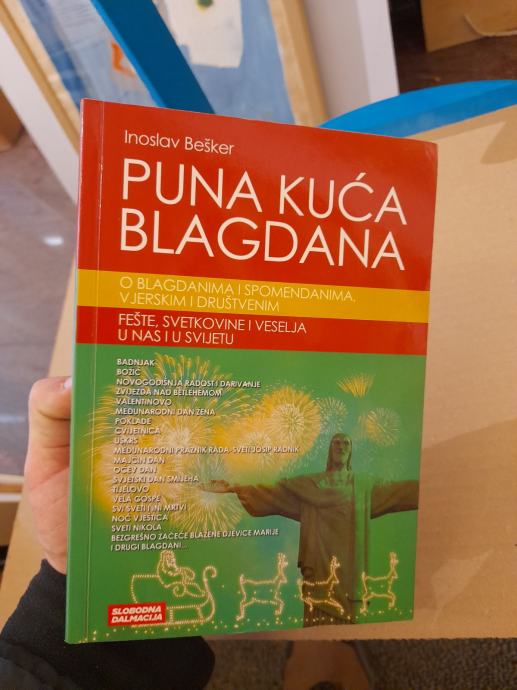 Inoslav Bešker
PUNA KUĆA
BLAGDANA
O BLAGDANIMA I SPOMENDANIMA,
VJERSKIM I DRUŠTVENIM
FEŠTE, SVETKOVINE I VESELJA
U NAS I U SVIJETU
BADNJAK
BOŽIĆ
NOVOGODIŠNJA RADOST I DARIVANJE
ZVIJEZDA NAD BETLEHEMOM
VALENTINOVO
MEĐUNARODNI DAN ŽENA
POKLADE
CVJETNICA
USKRS
MEĐUNARODNI PRAZNIK RADA-SVETI JOSIP RADNIK
MAJČIN DAN
OČEV DAN
SVJETSKI DAN SMIJEHA
TIJELOVO
VELA GOSPE
SVI SVETI I NI MRTVI
NOĆ VJEŠTICA
SVETI NIKOLA
BEZGREŠNO ZAČEĆE BLAŽENE DJEVICE MARIJE
I DRUGI BLAGDANI...
SLOBODNA
DALMACIJA